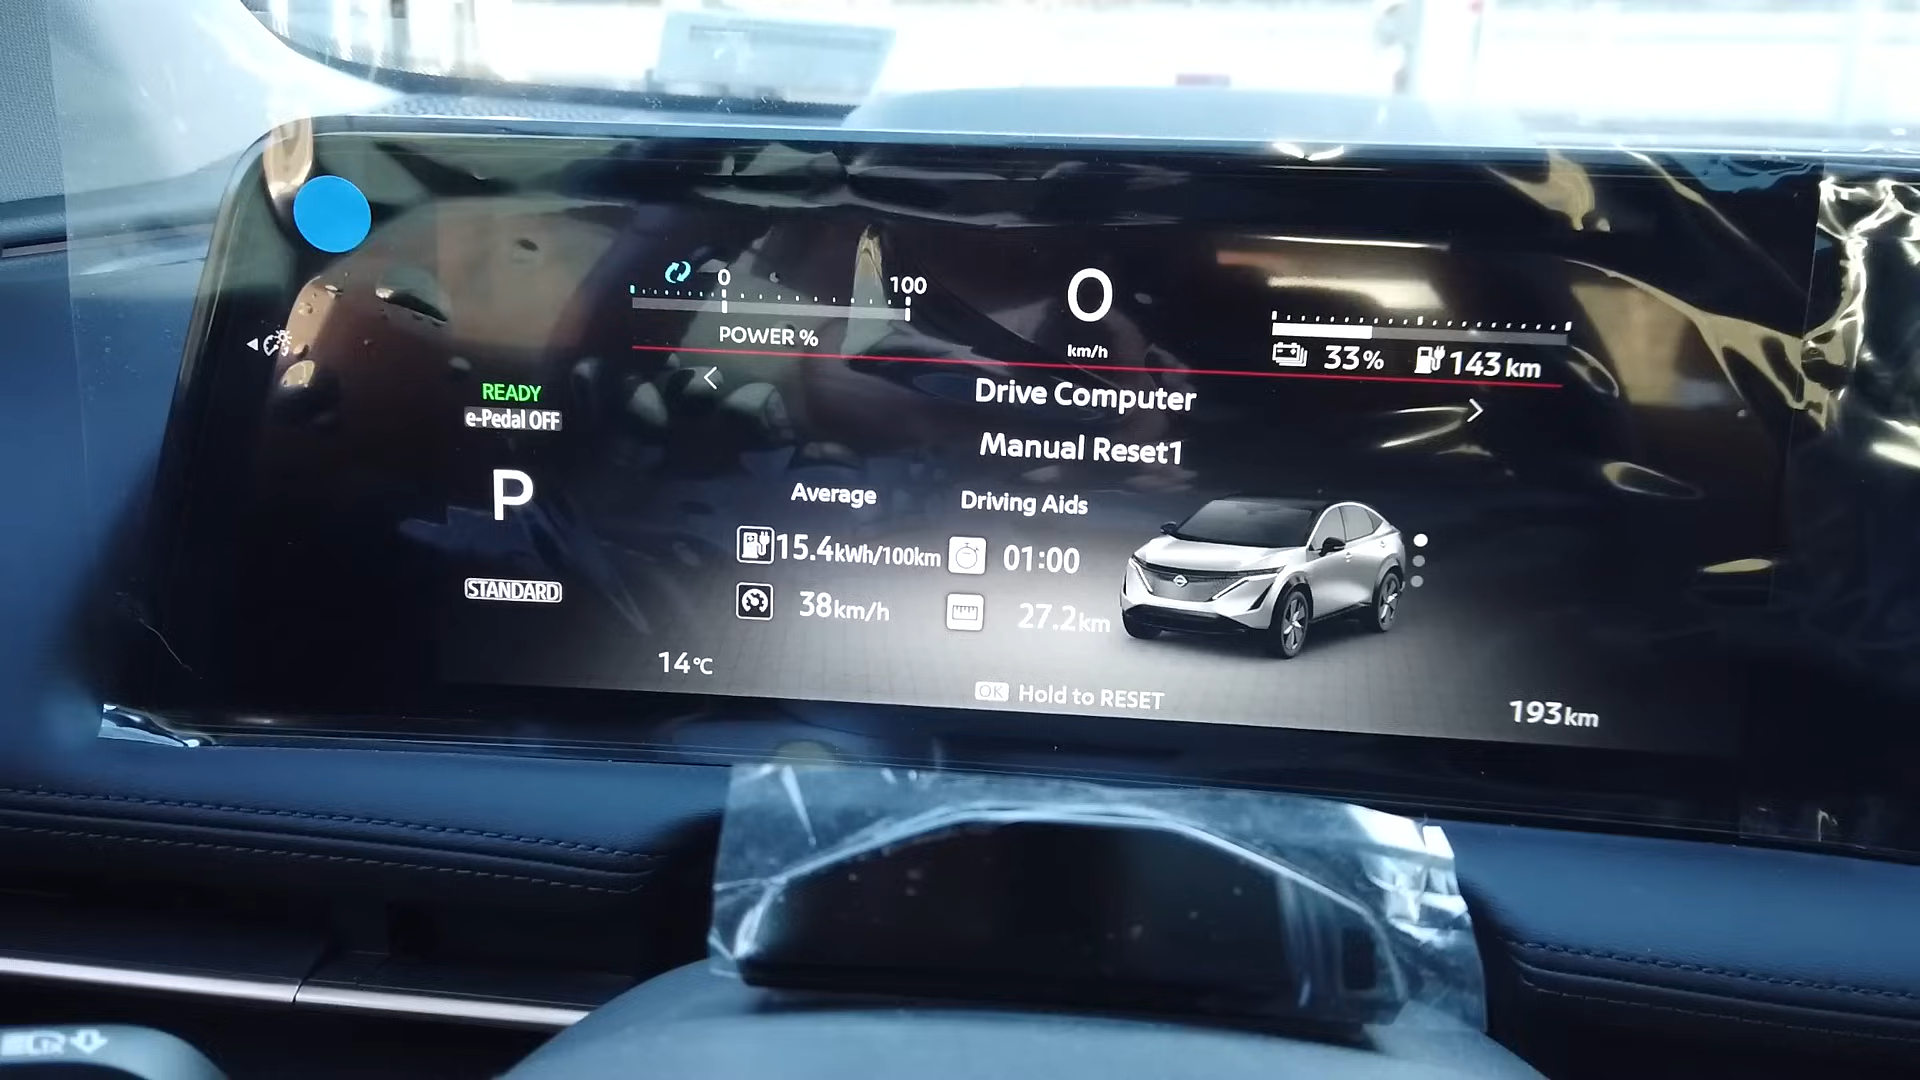 0
100
POWER %
0
km/h
33%
143 km
READY
e-Pedal OFF
Drive Computer
Manual Reset1
P
Average
Driving Aids
15.4kWh/100km
01:00
38km/h
27.2km
STANDARD
14°C
OK Hold to RESET
193km